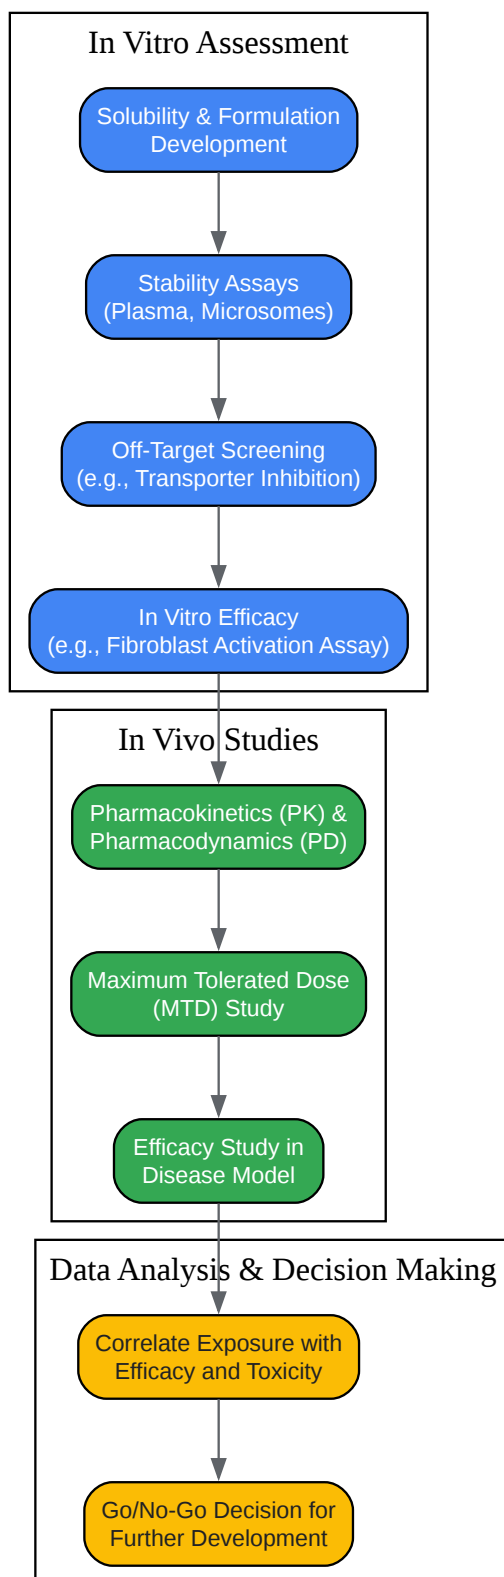 In Vitro Assessment
Solubility & Formulation
Development
Stability Assays
(Plasma, Microsomes)
Off-Target Screening
(e.g., Transporter Inhibition)
In Vitro Efficacy
(e.g., Fibroblast Activation Assay)
In Vivo Studies
Pharmacokinetics (PK) &
Pharmacodynamics (PD)
Maximum Tolerated Dose
(MTD) Study
Efficacy Study in
Disease Model
Data Analysis & Decision Making
Correlate Exposure with
Efficacy and Toxicity
Go/No-Go Decision for
Further Development